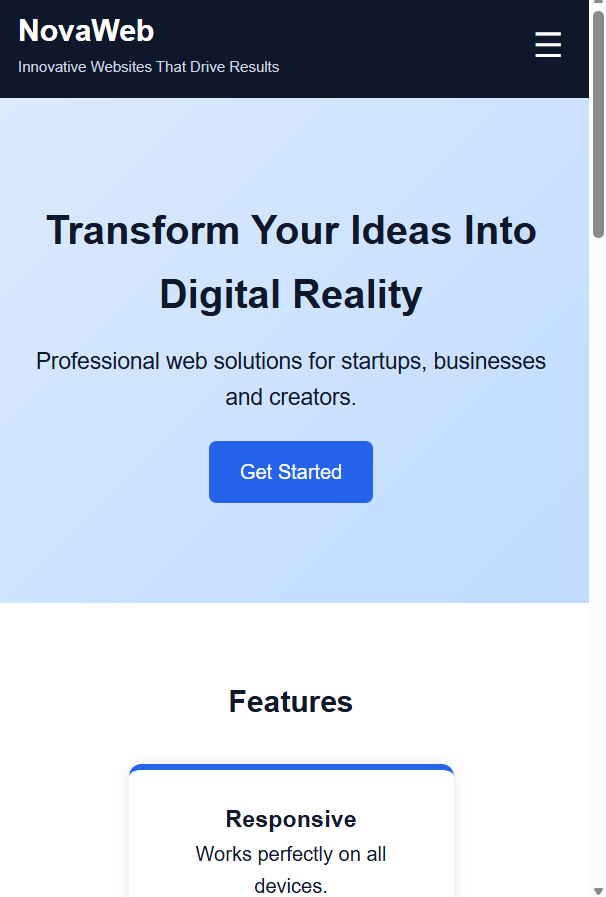 NovaWeb
Innovative Websites That Drive Results
Transform Your Ideas Into
Digital Reality
Professional web solutions for startups, businesses
and creators.
Get Started
Features
Responsive
Works perfectly on all
devices.